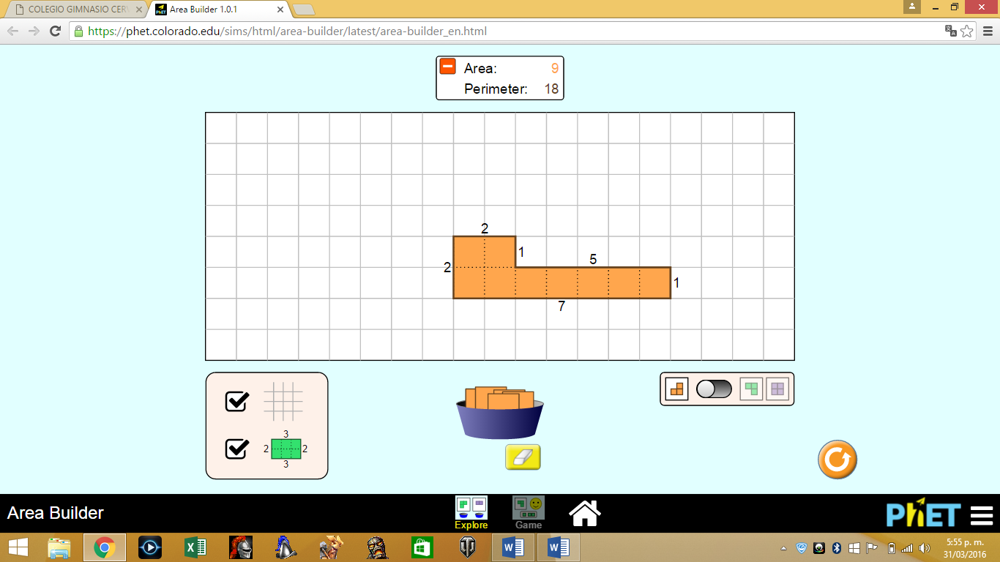 COLEGIO GIMNASIO CER
Area Builder 1.0.1
https://phet.colorado.edu/sims/html/area-builder/latest/area-builder_en.html
Area: 9
Perimeter: 18
2
1
5
2
1
7
3
2 2
3
Area Builder
Explore
Game
PhET
5:55 p. m.
31/03/2016